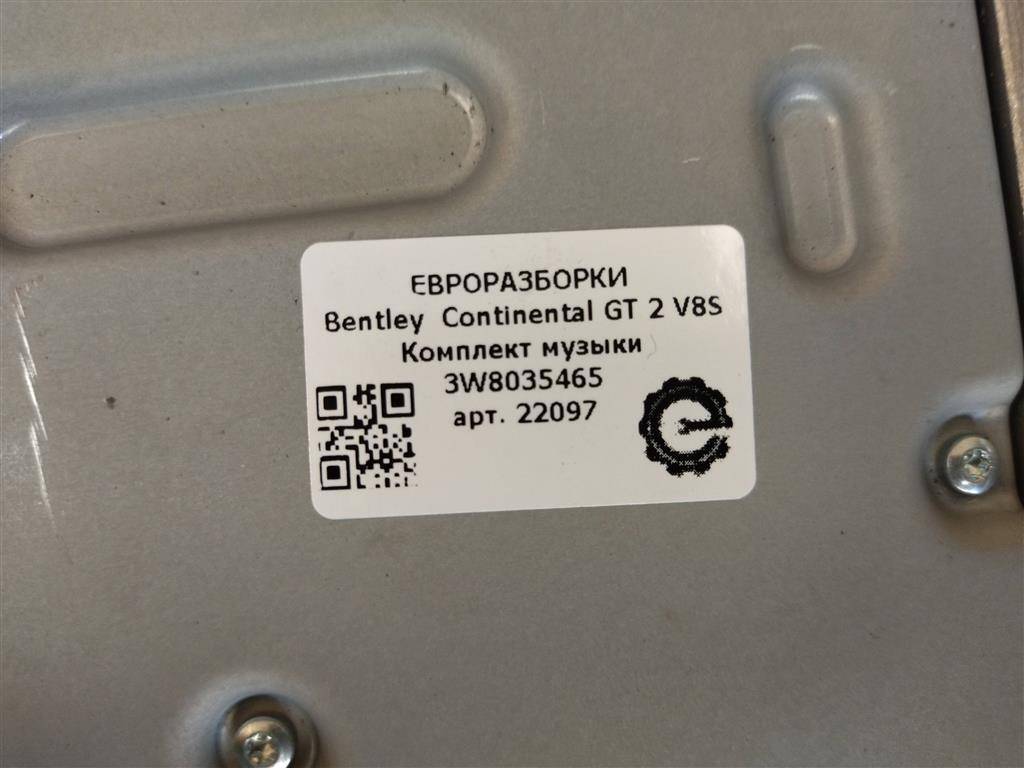 ЕВРОРАЗБОРКИ
Bentley Continental GT 2 V8S
Комплект музыки
3W8035465
арт. 22097